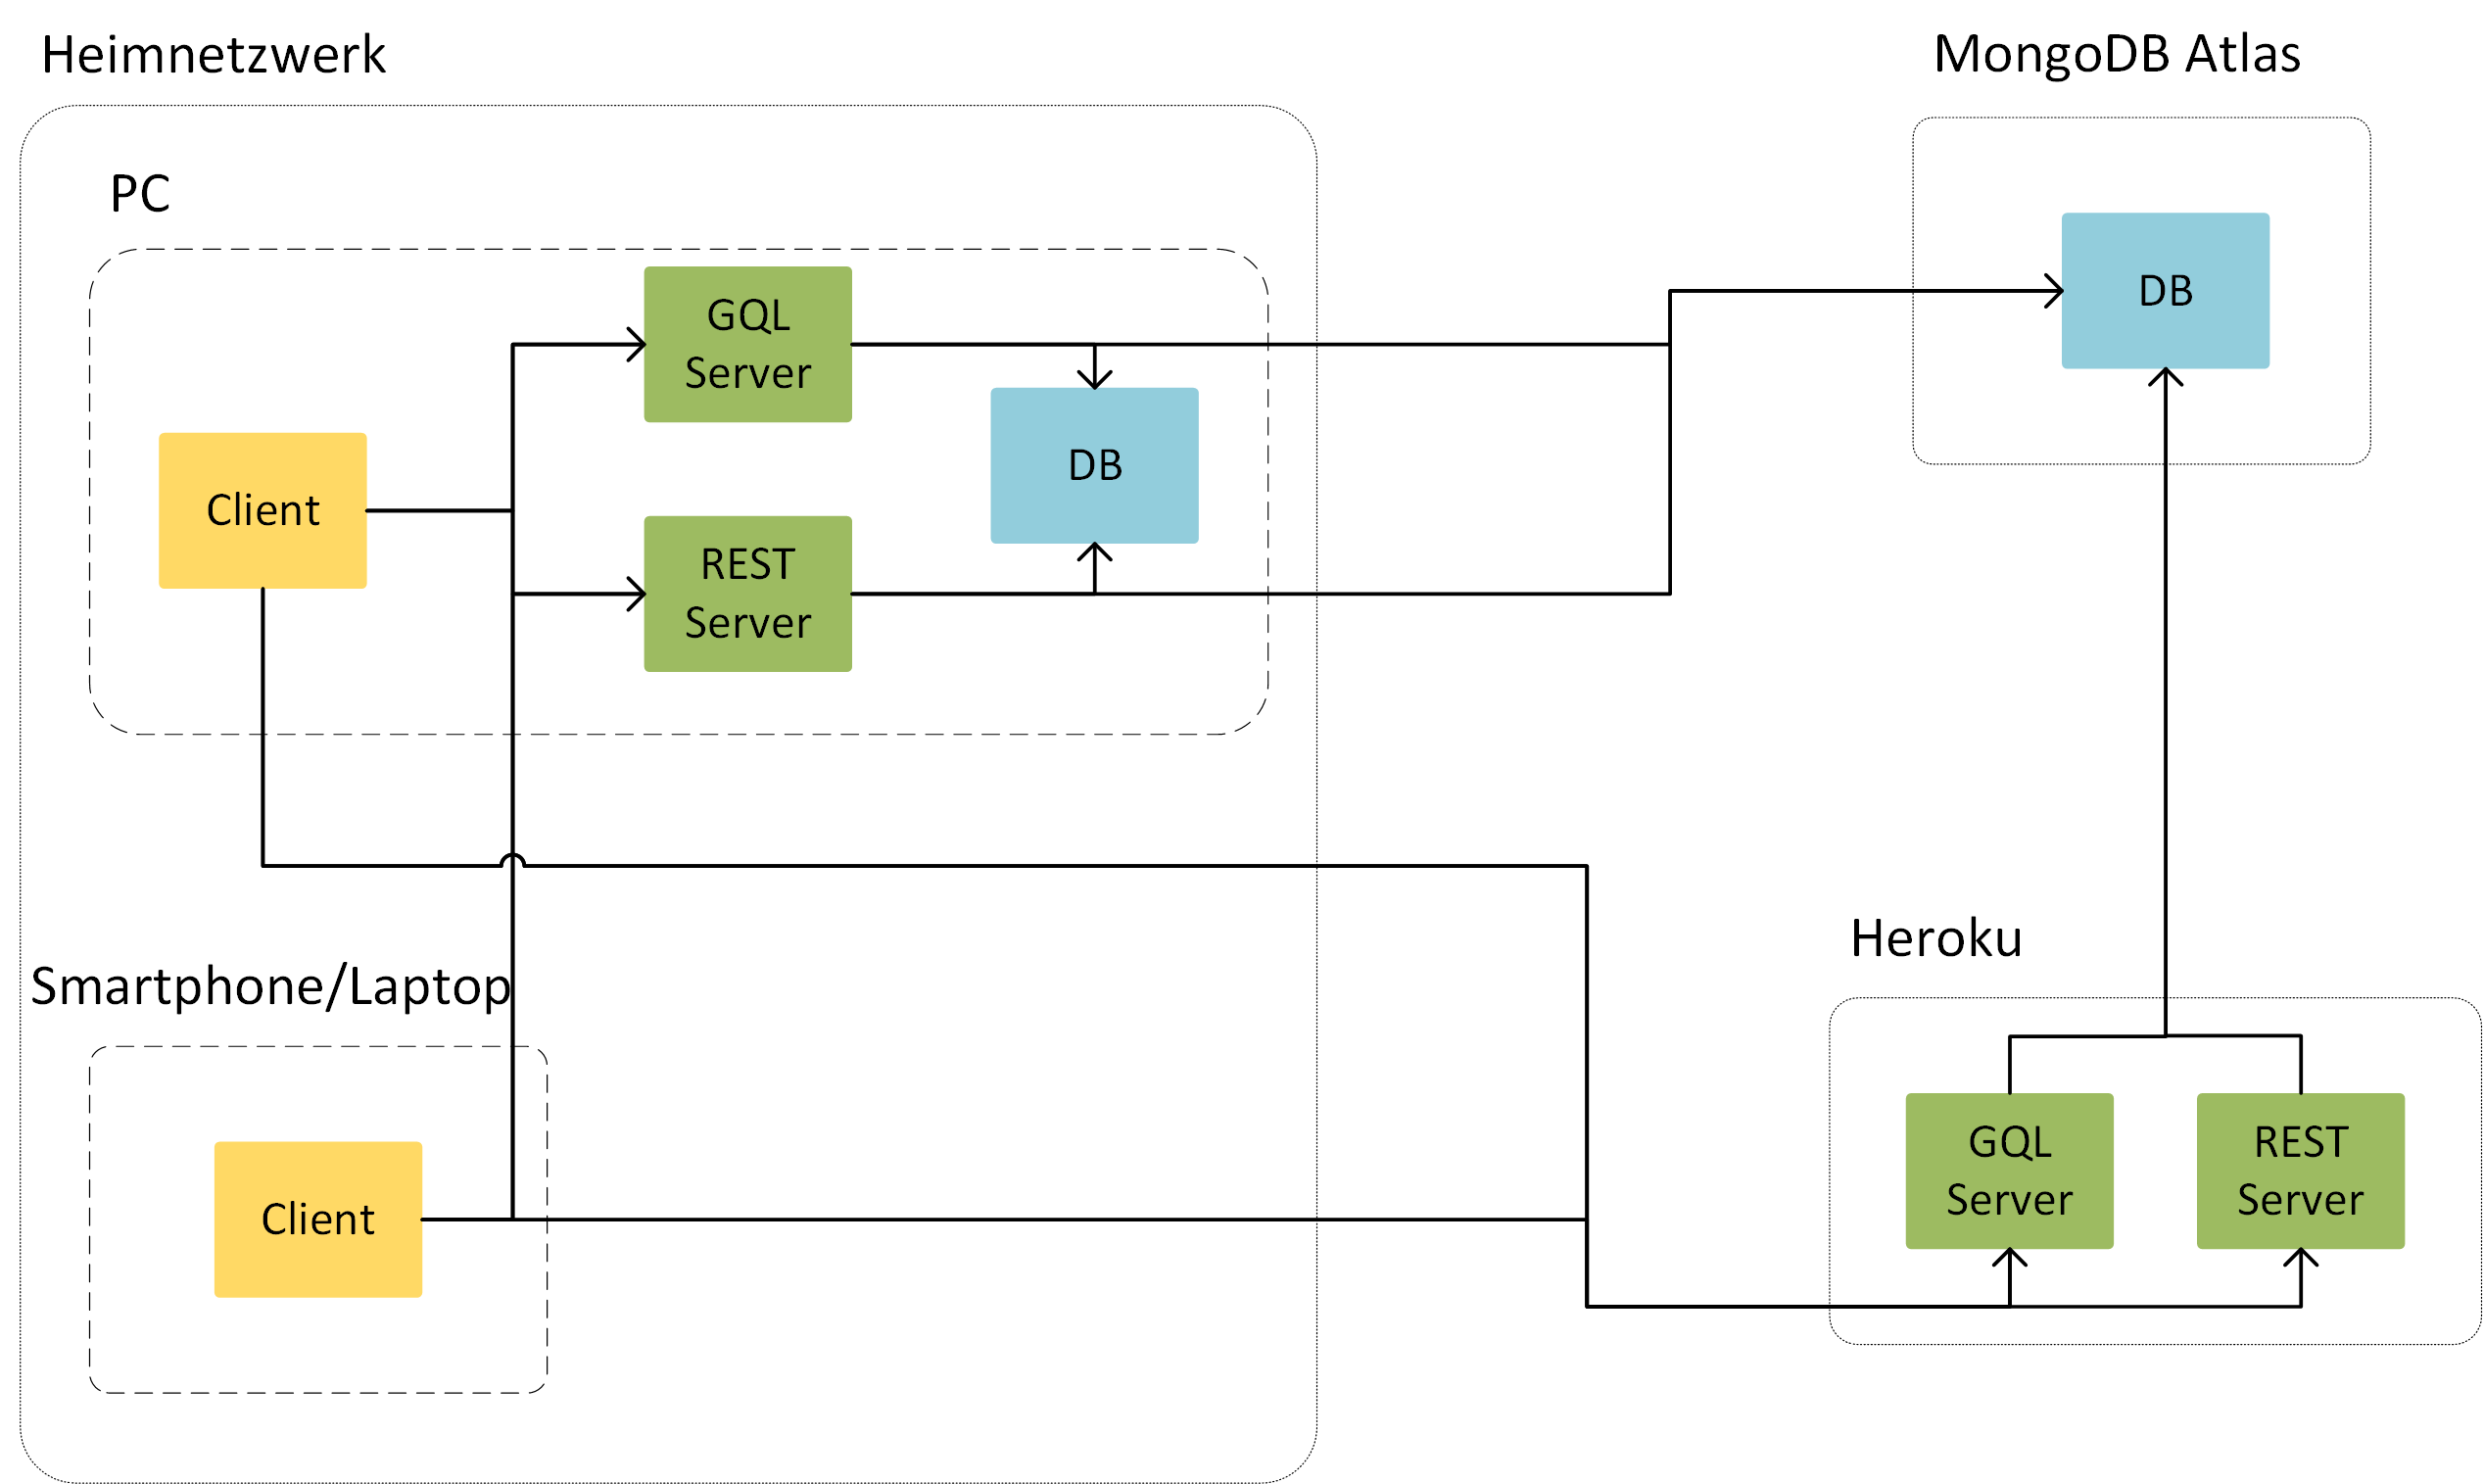 Heimnetzwerk
MongoDB Atlas
PC
GQL
Server
DB
DB
Client
REST
Server
Heroku
Smartphone/Laptop
GQL
Server
REST
Server
Client